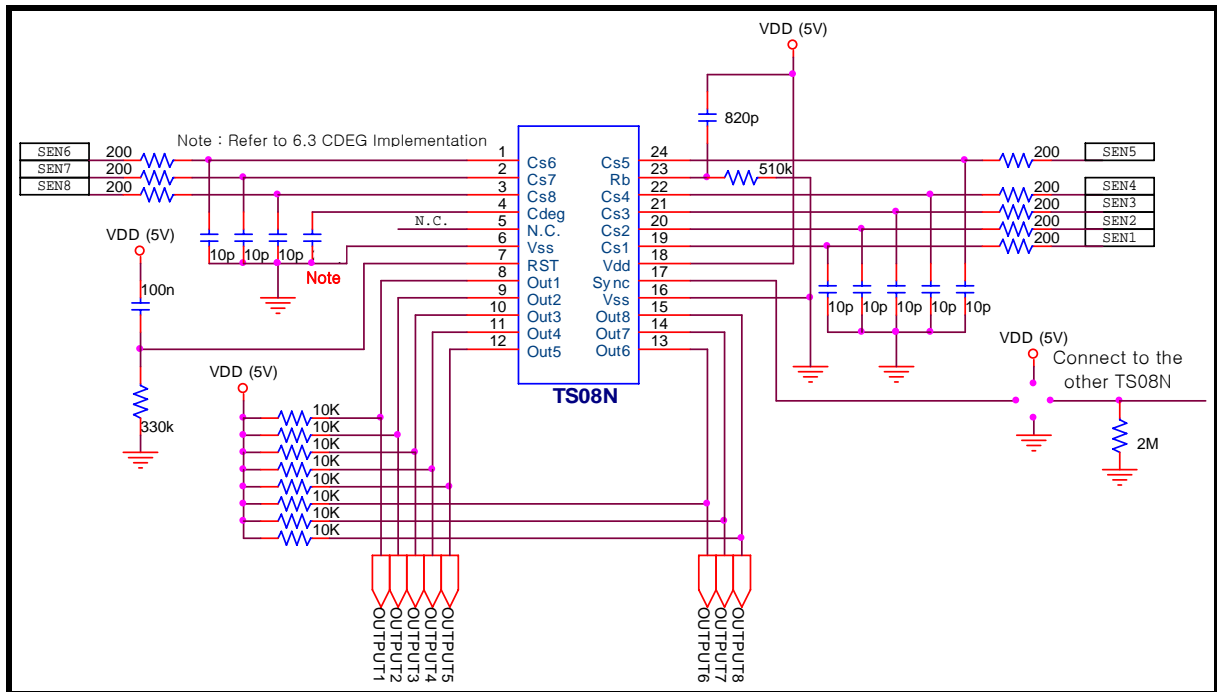 VDD (5V)
820p
Note : Refer to 6.3 CDEG Implementation
SEN6 200
SEN7 200
SEN8 200
1 Cs6
2 Cs7
3 Cs8
4 Cdeg
N.C. 5 N.C.
6 Vss
7 RST
8 Out1
9 Out2
10 Out3
11 Out4
12 Out5
Cs5 24
Rb 23
Cs4 22
Cs3 21
Cs2 20
Cs1 19
Vdd 18
Sync 17
Vss 16
Out8 15
Out7 14
Out6 13
TS08N
510k
200 SEN5
200 SEN4
200 SEN3
200 SEN2
200 SEN1
VDD (5V)
10p 10p 10p
Note
100n
330k
10p 10p 10p 10p 10p
VDD (5V)
Connect to the
other TS08N
2M
VDD (5V)
10K
10K
10K
10K
10K
10K
10K
10K
OUTPUT1
OUTPUT2
OUTPUT3
OUTPUT4
OUTPUT5
OUTPUT6
OUTPUT7
OUTPUT8